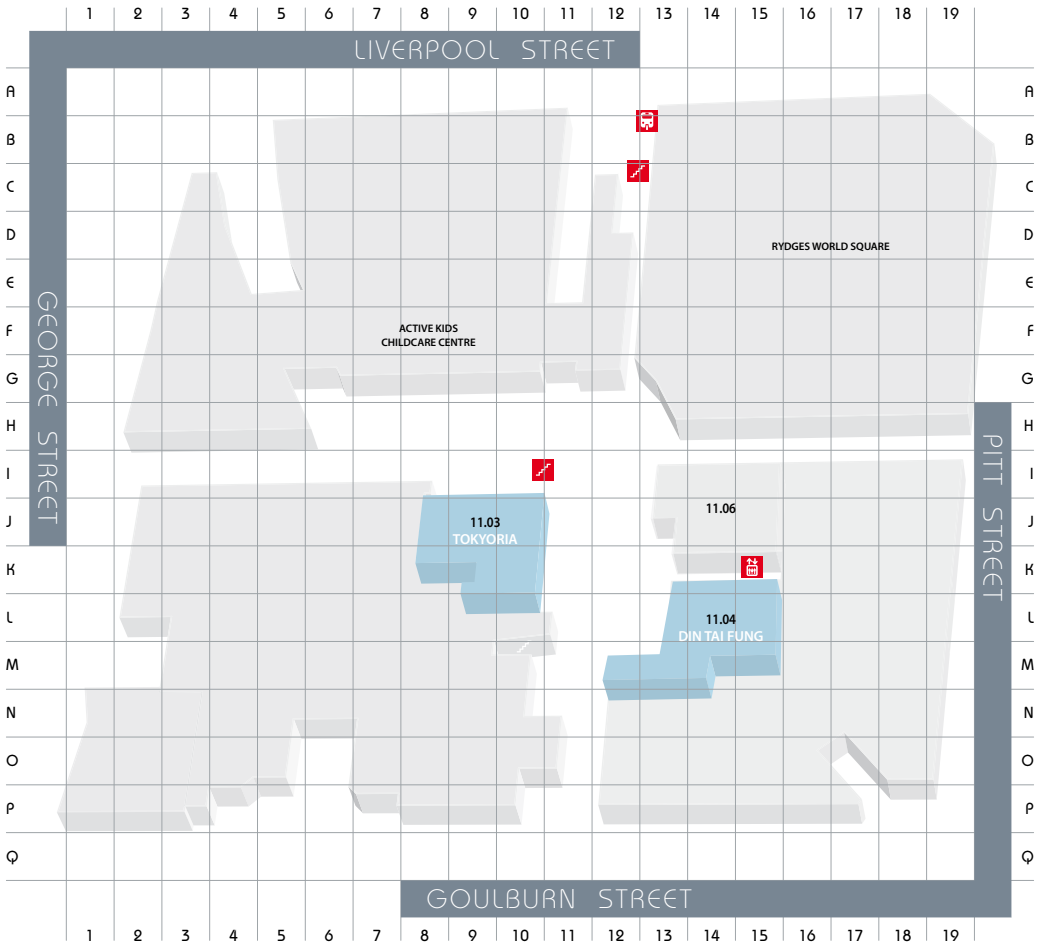 1 2 3 4 5 6 7 8 9 10 11 12 13 14 15 16 17 18 19
LIVERPOOL STREET
A A
B B
C C
D RYDGES WORLD SQUARE D
E E
GEORGE STREET
F ACTIVE KIDS F
CHILDCARE CENTRE
G G
H H
PITT STREET
I I
J 11.03 11.06 J
TOKYORIA
K K
L 11.04 L
DIN TAI FUNG
M M
N N
O O
P P
Q Q
GOULBURN STREET
1 2 3 4 5 6 7 8 9 10 11 12 13 14 15 16 17 18 19